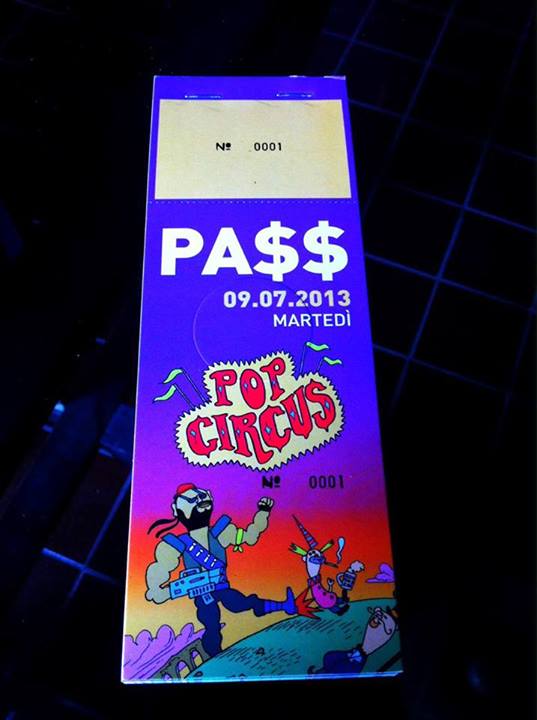 Nº 0001
PA$$
09.07.2013
MARTEDÌ
POP
CIRCUS
Nº 0001